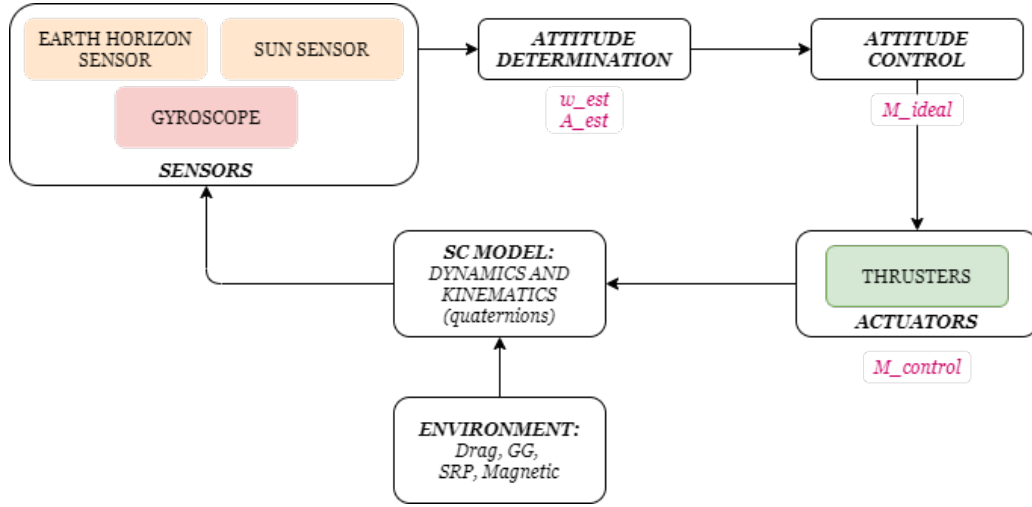 EARTH HORIZON
SENSOR
SUN SENSOR
GYROSCOPE
SENSORS
ATTITUDE
DETERMINATION
w_est
A_est
ATTITUDE
CONTROL
M_ideal
THRUSTERS
ACTUATORS
M_control
SC MODEL:
DYNAMICS AND
KINEMATICS
(quaternions)
ENVIRONMENT:
Drag, GG,
SRP, Magnetic